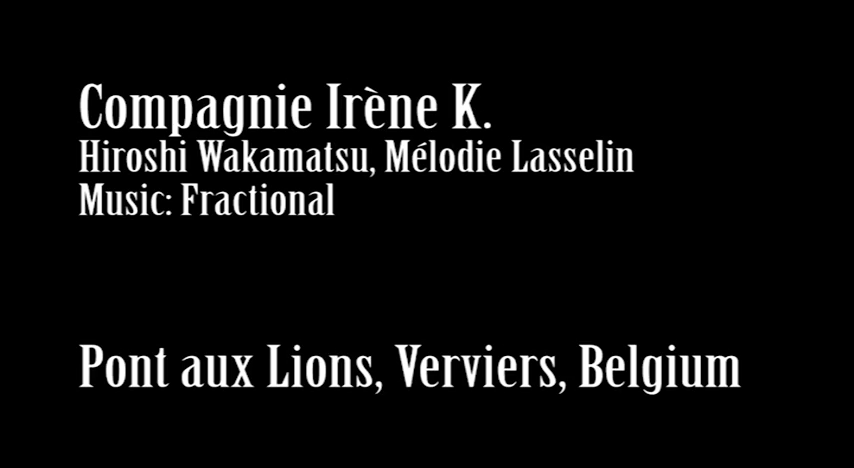 Compagnie Irène K.
Hiroshi Wakamatsu, Mélodie Lasselin
Music: Fractional
Pont aux Lions, Verviers, Belgium